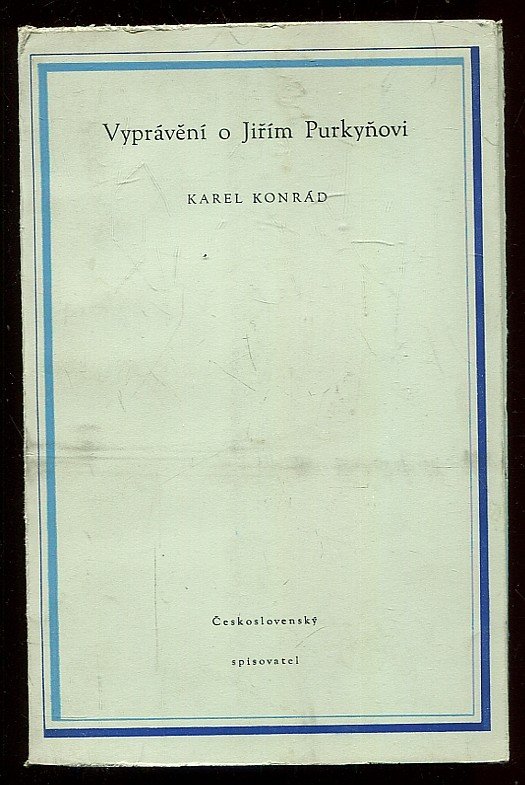 Vyprávění o Jiřím Purkyňovi
KAREL KONRÁD
Československý
spisovatel